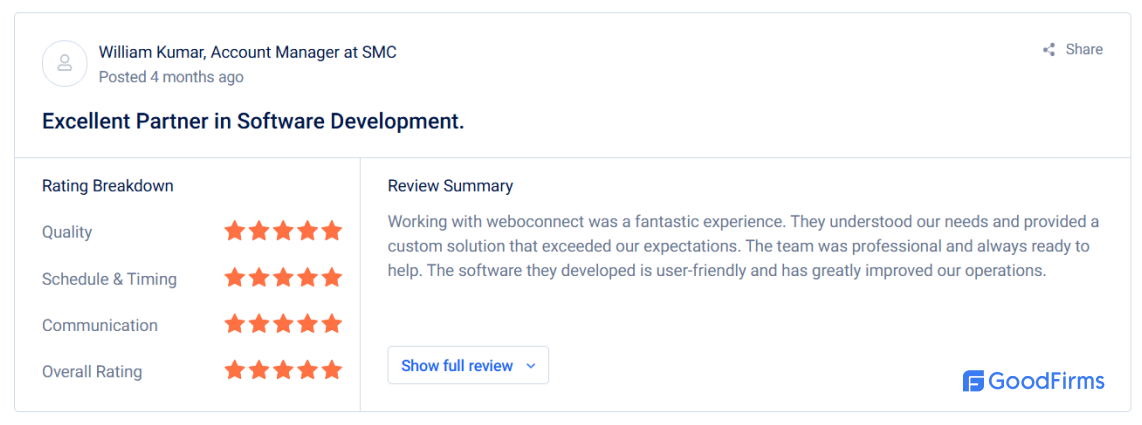 William Kumar, Account Manager at SMC
Share
Posted 4 months ago
Excellent Partner in Software Development.
Rating Breakdown
Quality
Schedule & Timing
Communication
Overall Rating
Review Summary
Working with weboconnect was a fantastic experience. They understood our needs and provided a
custom solution that exceeded our expectations. The team was professional and always ready to
help. The software they developed is user-friendly and has greatly improved our operations.
Show full review
GoodFirms